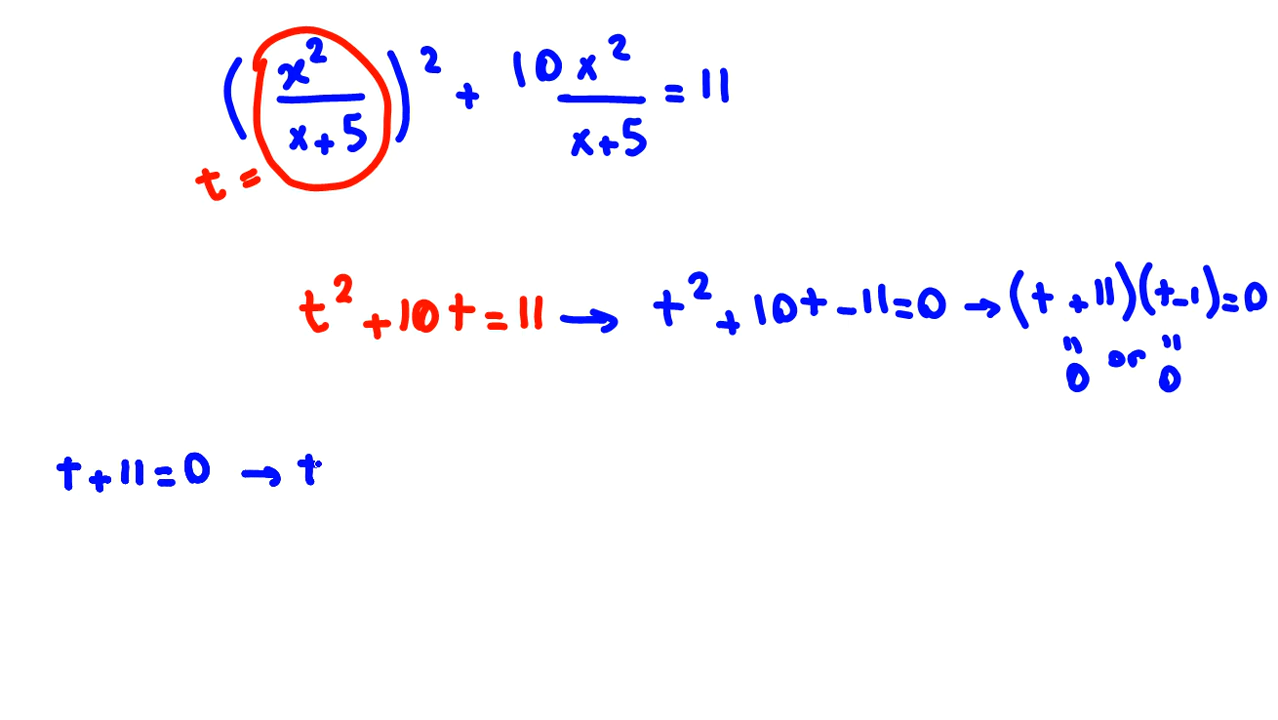 (x²/(x+5))² + 10x²/(x+5) = 11
t =
t² + 10t = 11 → t² + 10t - 11 = 0 → (t + 11)(t - 1) = 0
" or "
0 0
t + 11 = 0 → t